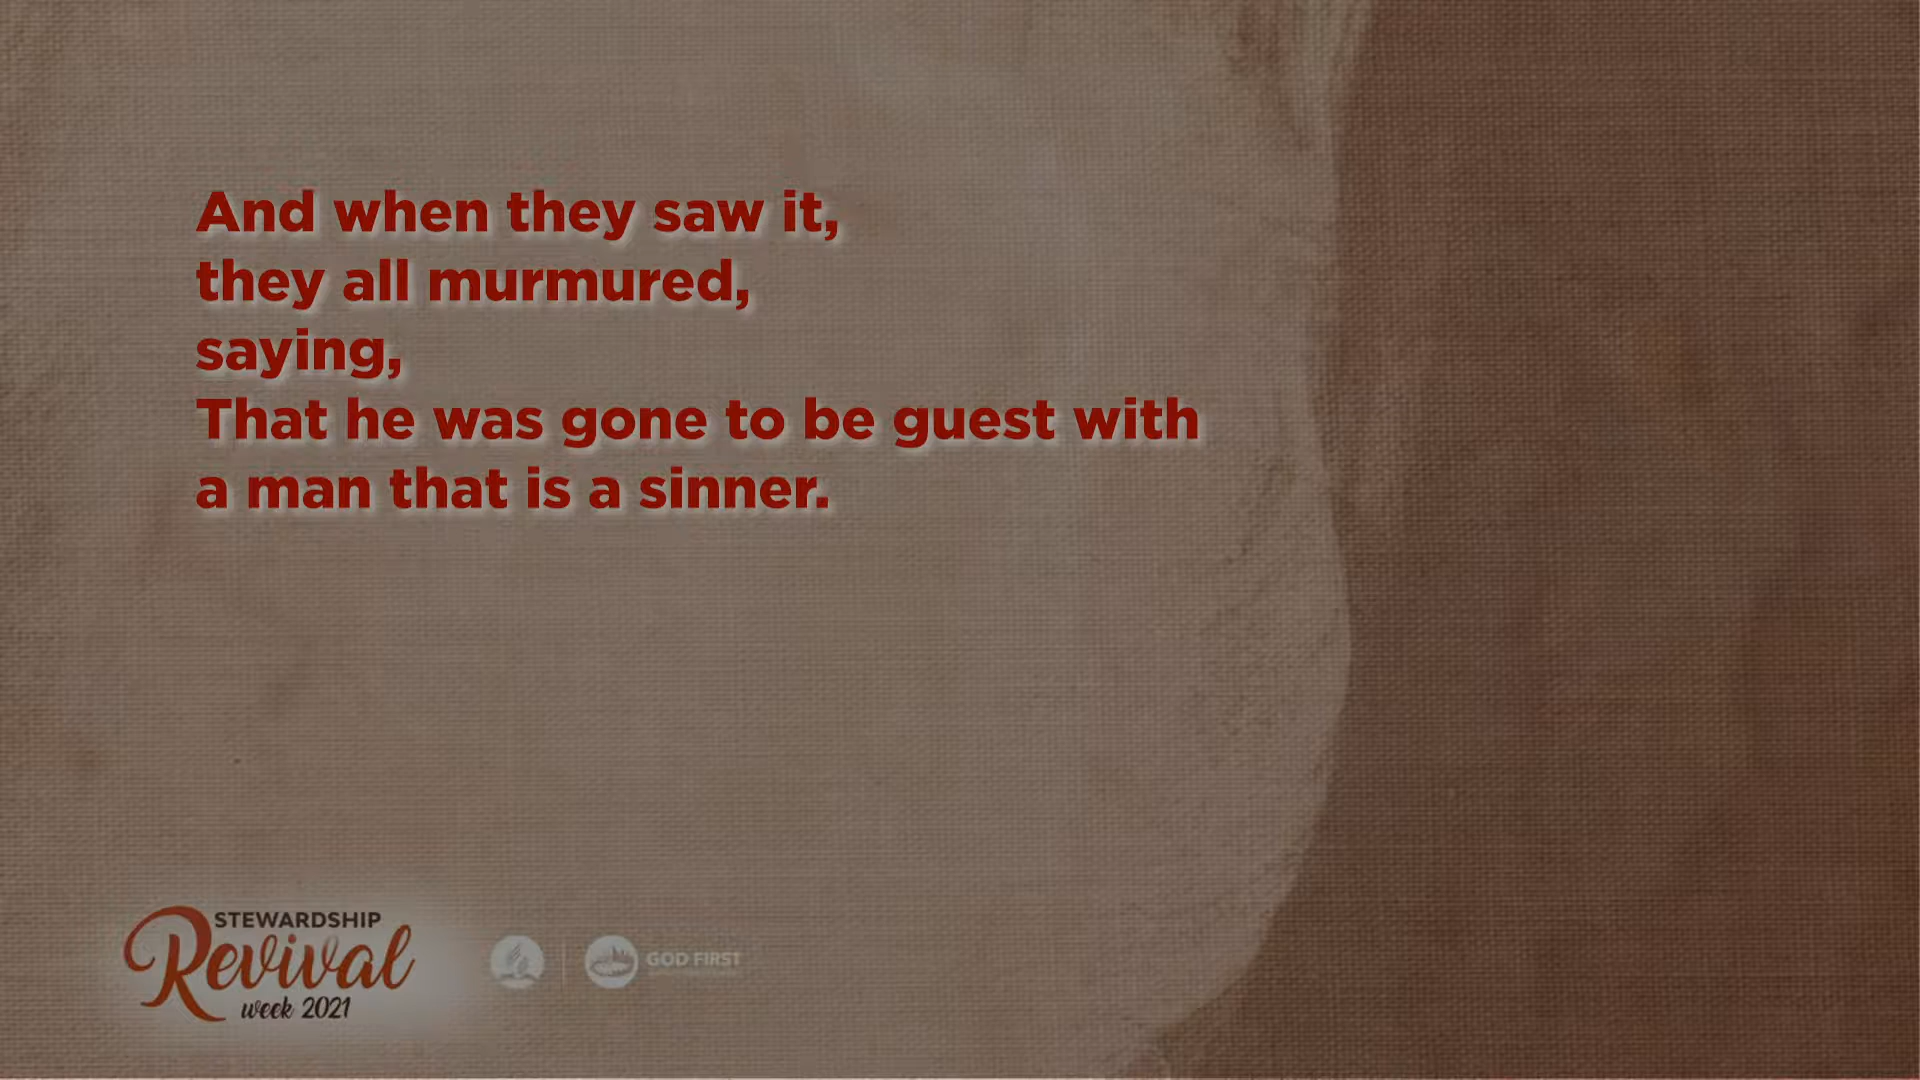 And when they saw it,
they all murmured,
saying,
That he was gone to be guest with
a man that is a sinner.
STEWARDSHIP
Revival
week 2021
GOD FIRST